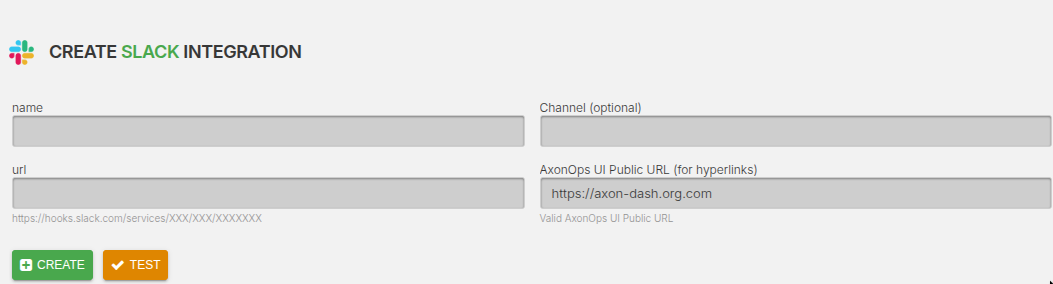 CREATE SLACK INTEGRATION
name
Channel (optional)
url
AxonOps UI Public URL (for hyperlinks)
https://axon-dash.org.com
https://hooks.slack.com/services/XXX/XXX/XXXXXXX
Valid AxonOps UI Public URL
CREATE
TEST